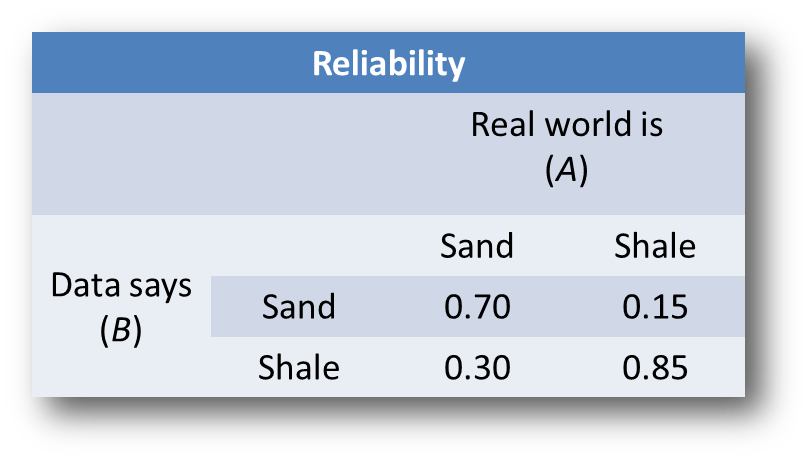 Reliability
Real world is
(A)
Sand Shale
Data says
(B)
Sand 0.70 0.15
Shale 0.30 0.85